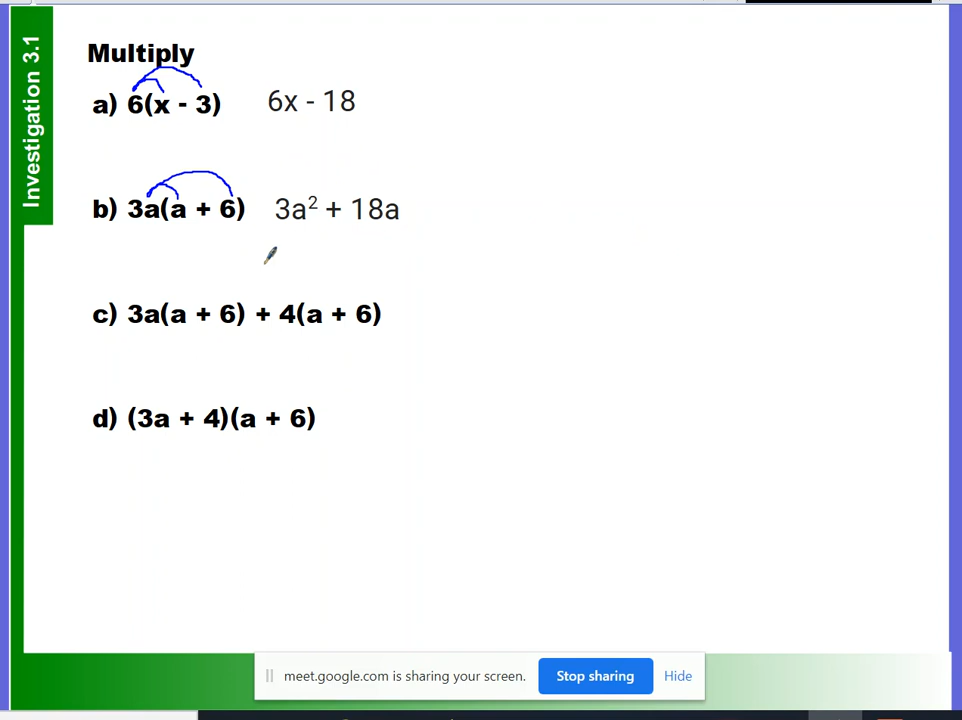 Investigation 3.1
Multiply
a) 6(x - 3) 6x - 18
b) 3a(a + 6) 3a² + 18a
c) 3a(a + 6) + 4(a + 6)
d) (3a + 4)(a + 6)
meet.google.com is sharing your screen. Stop sharing Hide